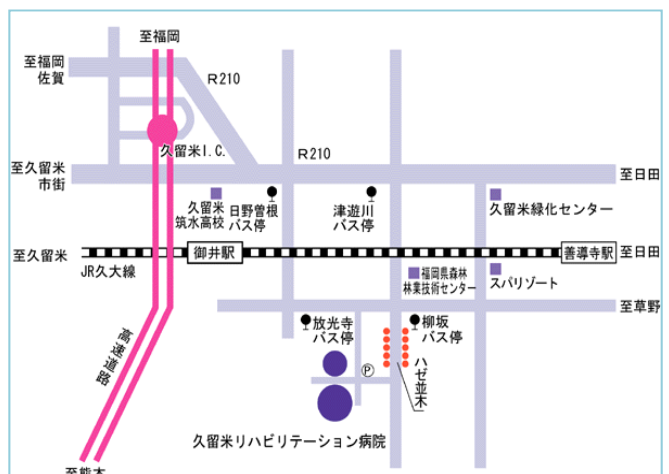 至福岡
至福岡
佐賀
R210
久留米I.C.
R210
至久留米
市街
至日田
久留米
筑水高校
日野曽根
バス停
津遊川
バス停
久留米緑化センター
至久留米
御井駅
善導寺駅
至日田
JR久大線
福岡県森林
林業技術センター
スパリゾート
至草野
放光寺
バス停
柳坂
バス停
高速道路
P
ハゼ並木
久留米リハビリテーション病院
至熊本